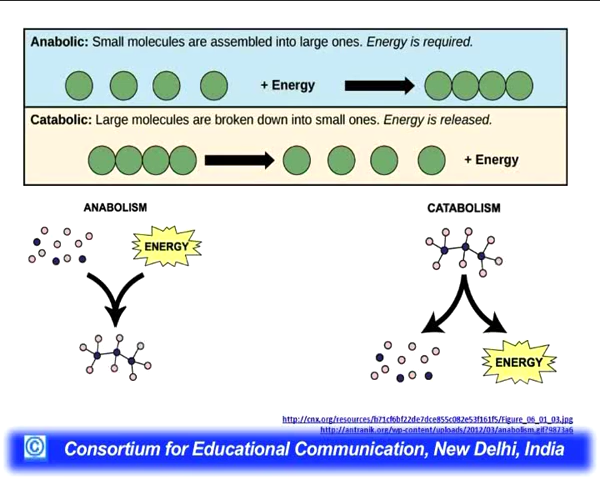 Anabolic: Small molecules are assembled into large ones. Energy is required.
+ Energy
Catabolic: Large molecules are broken down into small ones. Energy is released.
+ Energy
ANABOLISM
CATABOLISM
ENERGY
ENERGY
http://cnx.org/resources/b71cf6bf22de7dce855c082e53f161f5/Figure_06_01_03.jpg
http://antranik.org/wp-content/uploads/2012/03/anabolism.gif?9873a6
© Consortium for Educational Communication, New Delhi, India